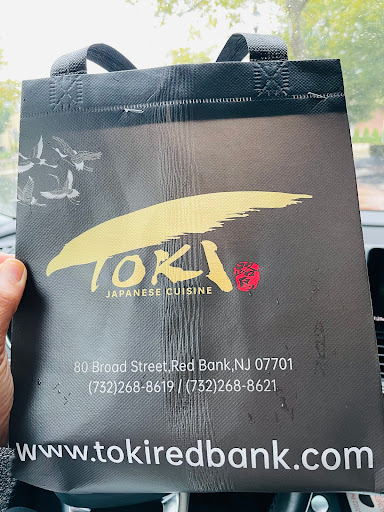 TOKI
JAPANESE CUISINE
80 Broad Street,Red Bank,NJ 07701
(732)268-8619 / (732)268-8621
www.tokiredbank.com